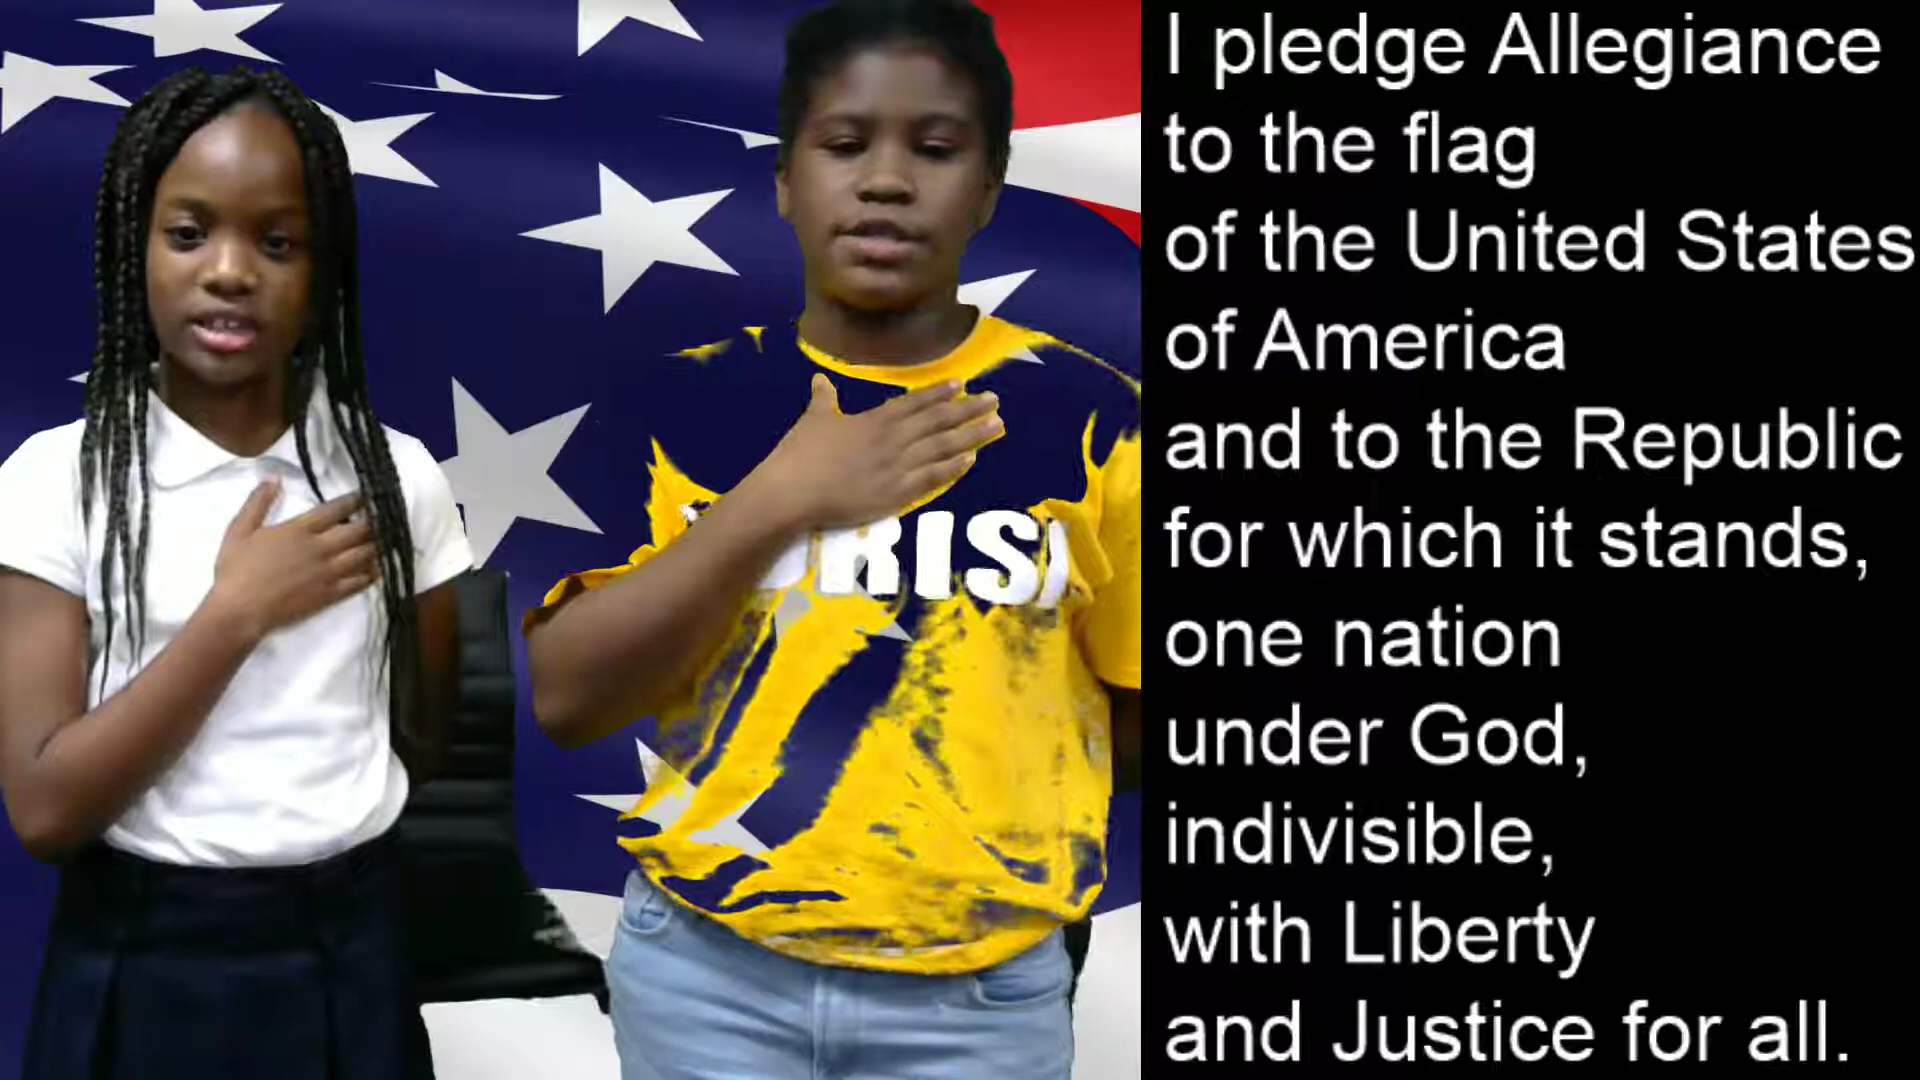 I pledge Allegiance
to the flag
of the United States
of America
and to the Republic
for which it stands,
one nation
under God,
indivisible,
with Liberty
and Justice for all.